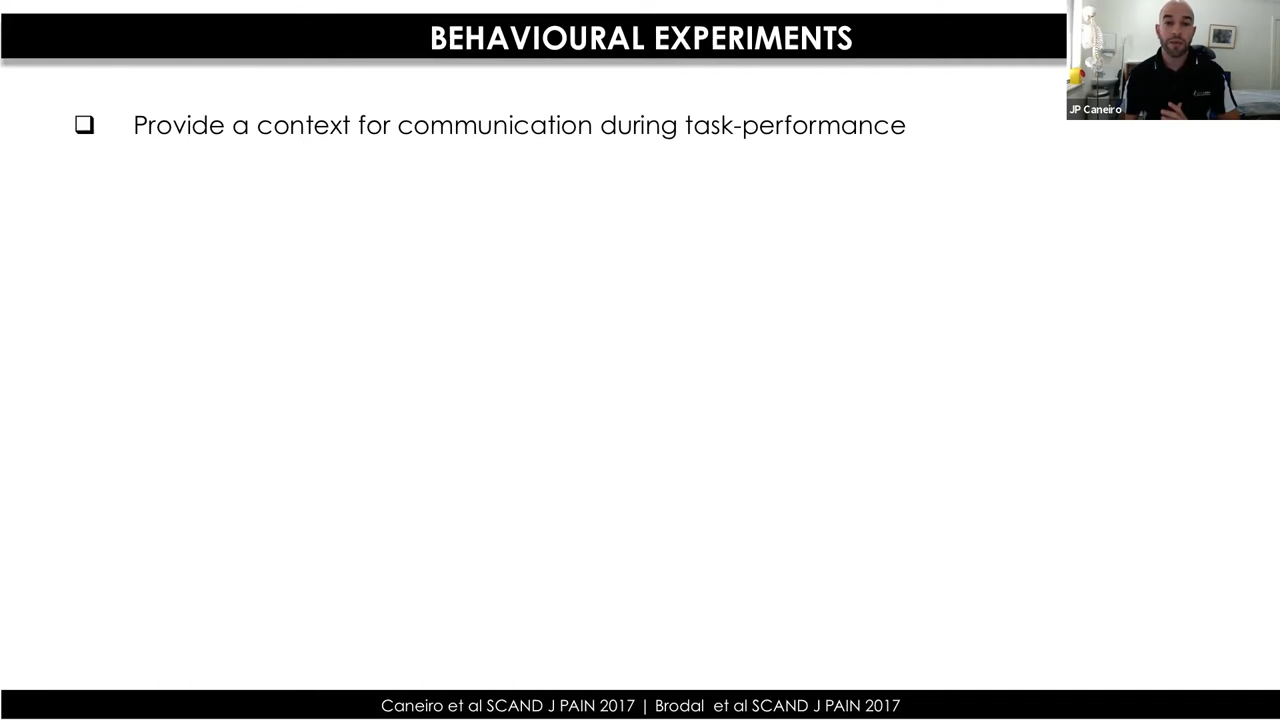 BEHAVIOURAL EXPERIMENTS
JP Caneiro
❑ Provide a context for communication during task-performance
Caneiro et al SCAND J PAIN 2017 | Brodal et al SCAND J PAIN 2017